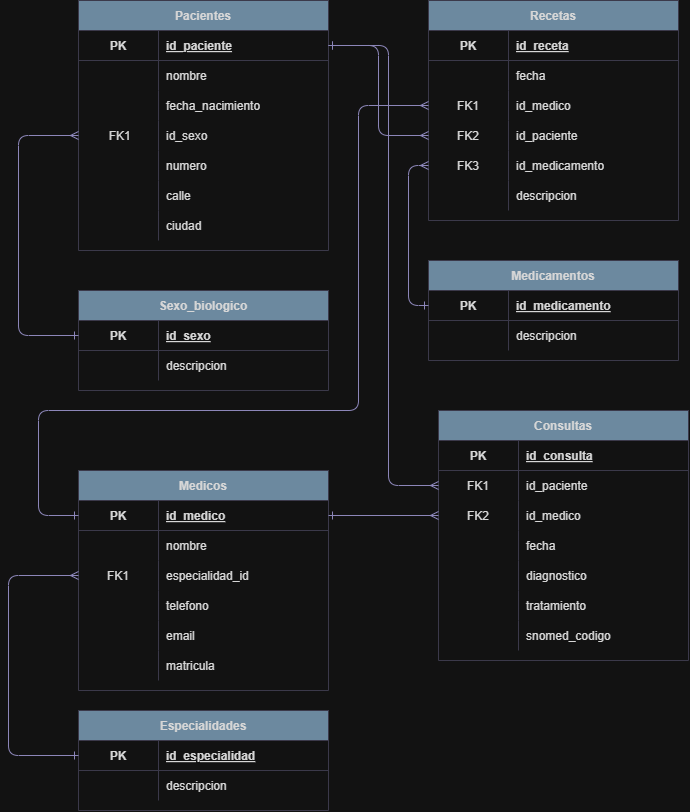 Pacientes
PK id_paciente
nombre
fecha_nacimiento
FK1 id_sexo
numero
calle
ciudad
Sexo_biologico
PK id_sexo
descripcion
Medicos
PK id_medico
nombre
FK1 especialidad_id
telefono
email
matricula
Especialidades
PK id_especialidad
descripcion
Recetas
PK id_receta
fecha
FK1 id_medico
FK2 id_paciente
FK3 id_medicamento
descripcion
Medicamentos
PK id_medicamento
descripcion
Consultas
PK id_consulta
FK1 id_paciente
FK2 id_medico
fecha
diagnostico
tratamiento
snomed_codigo